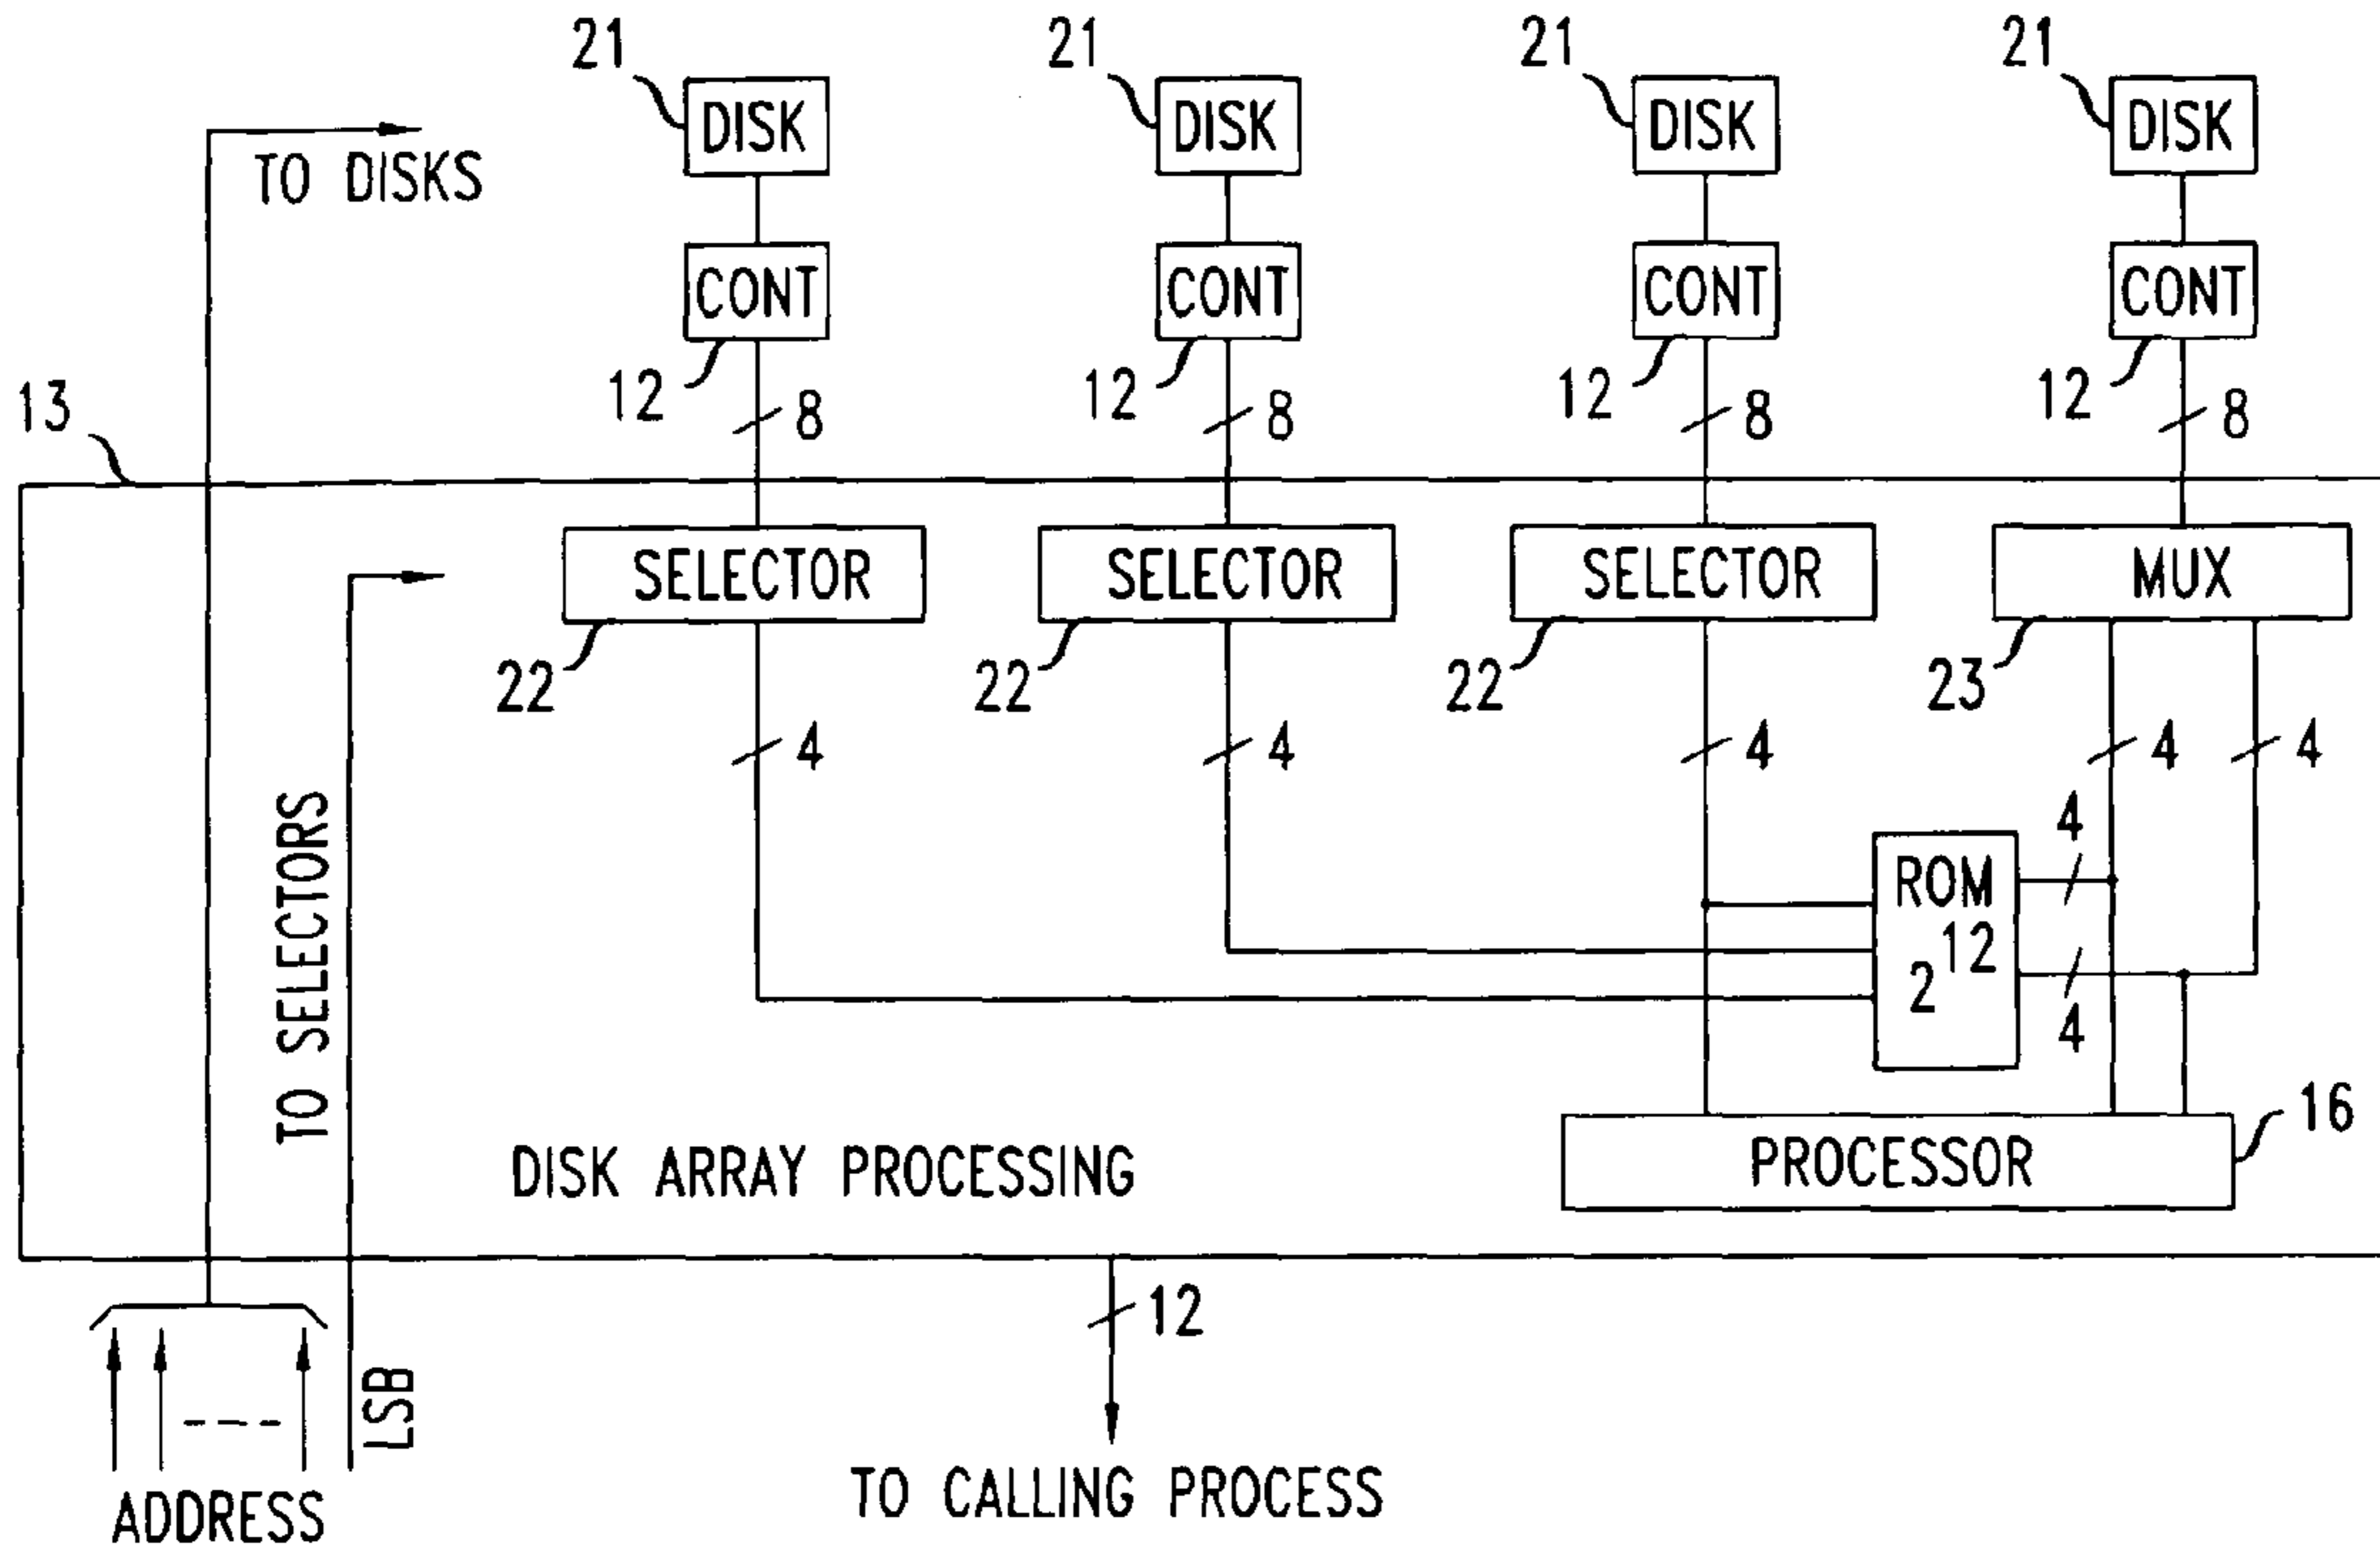 21 21 21 21
DISK DISK DISK DISK
TO DISKS
CONT CONT CONT CONT
12 12 12 12
8 8 8 8
13
SELECTOR SELECTOR SELECTOR MUX
22 22 22 23
4 4 4 4 4
TO SELECTORS
4
ROM
2 12
4
PROCESSOR
16
DISK ARRAY PROCESSING
12
LSB
ADDRESS
TO CALLING PROCESS